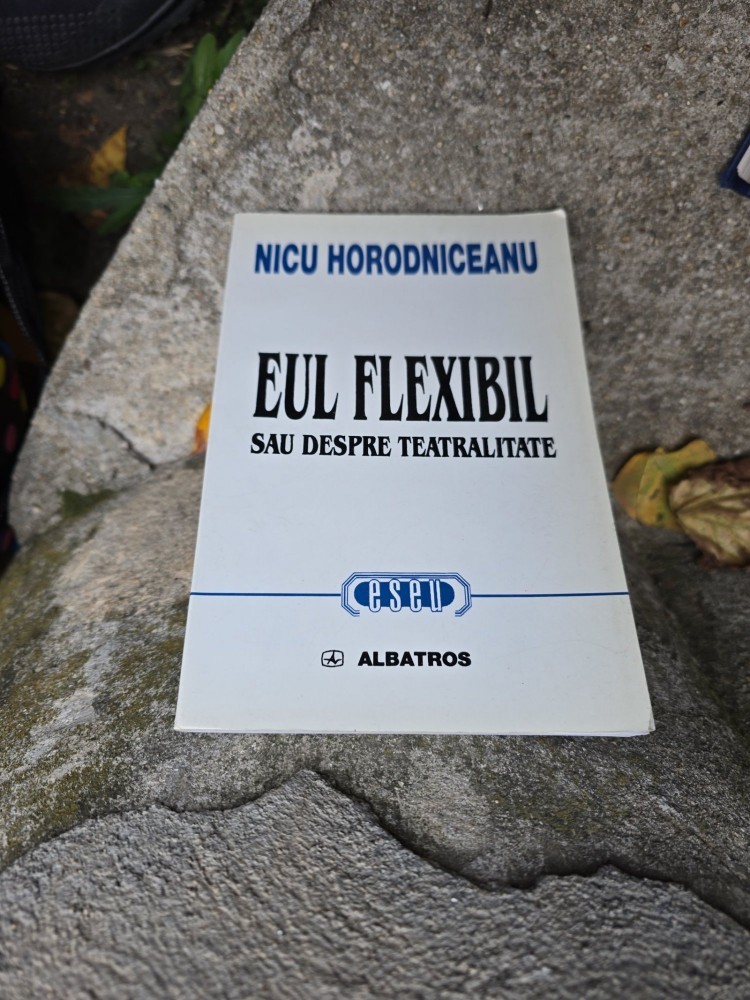 NICU HORODNICEANU
EUL FLEXIBIL
SAU DESPRE TEATRALITATE
eseu
ALBATROS